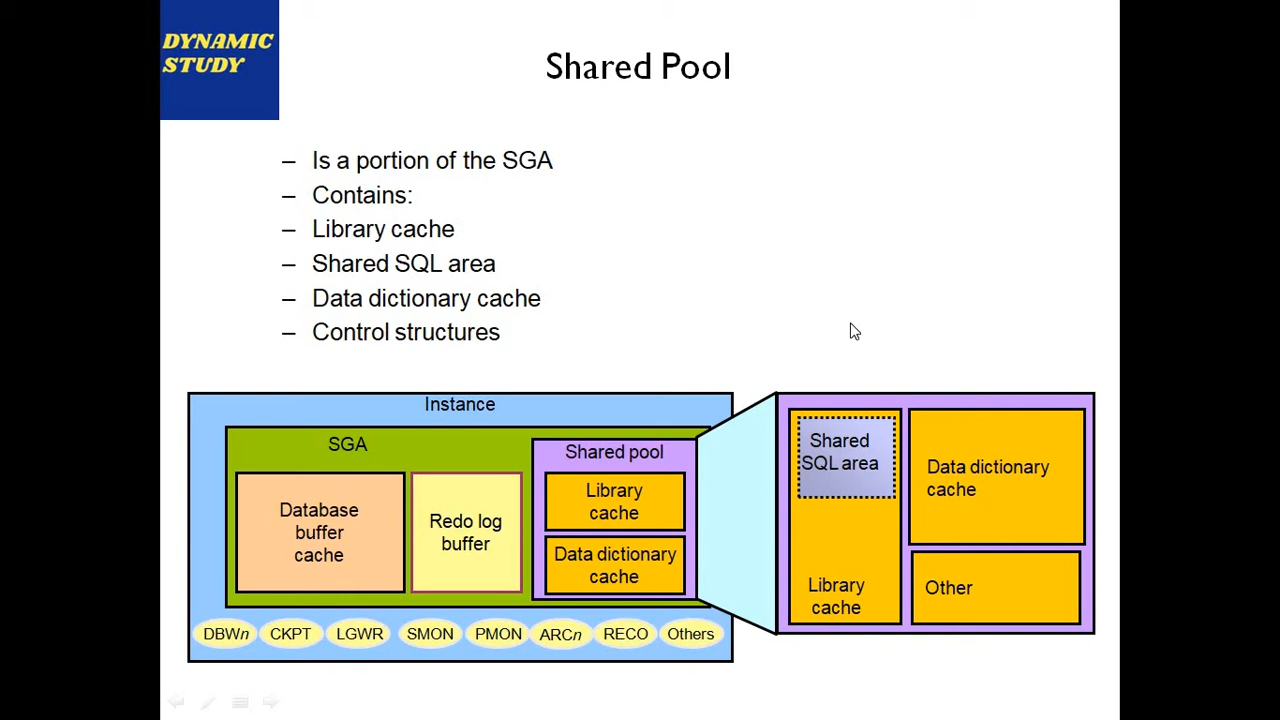 DYNAMIC
STUDY
Shared Pool
– Is a portion of the SGA
– Contains:
– Library cache
– Shared SQL area
– Data dictionary cache
– Control structures
Instance
SGA
Database
buffer
cache
Redo log
buffer
Shared pool
Library
cache
Data dictionary
cache
DBWn
CKPT
LGWR
SMON
PMON
ARCn
RECO
Others
Shared
SQL area
Library
cache
Data dictionary
cache
Other